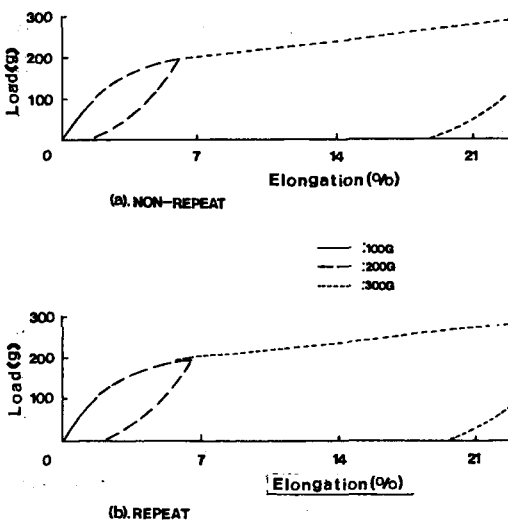 300
200
100
0
Load(g)
7
14
21
Elongation(%)
(a). NON-REPEAT
:100G
:200G
:300G
300
200
100
0
Load(g)
7
14
21
Elongation(%)
(b). REPEAT